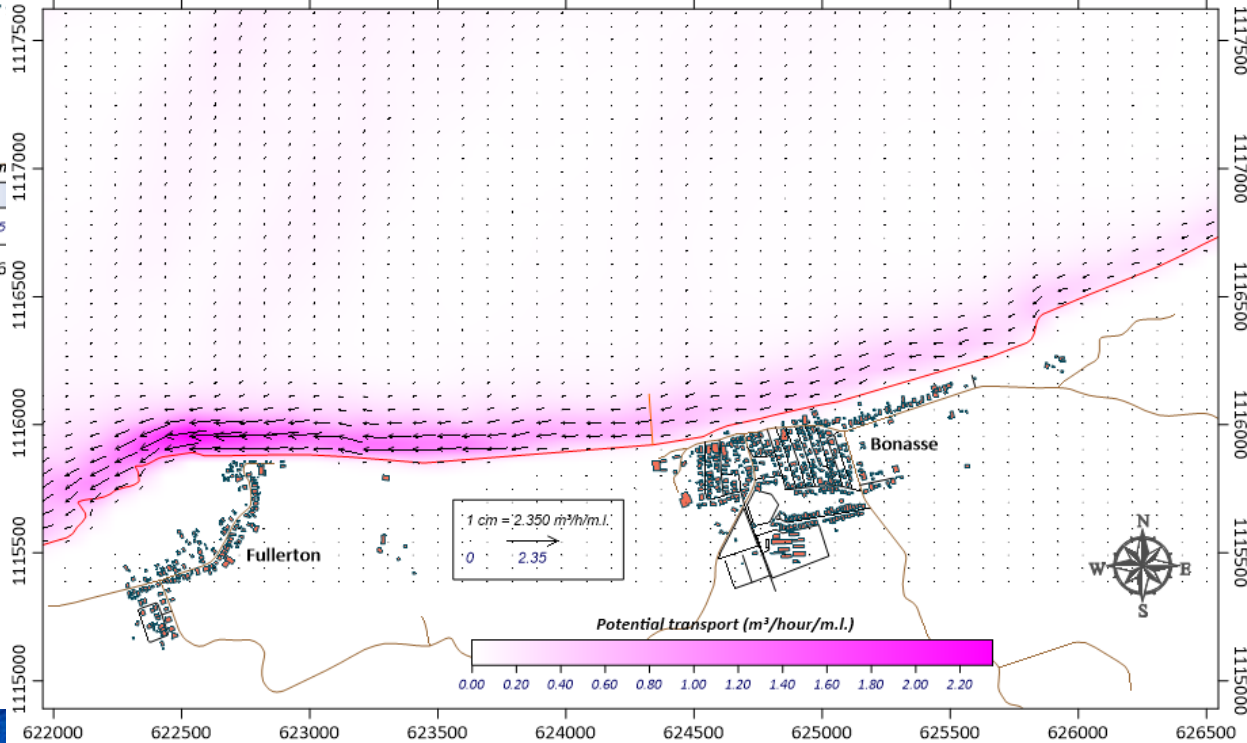 1117500
1117000
1116500
1116000
1115500
1115000
1117500
1117000
1116500
1116000
1115500
1115000
Bonasse
Fullerton
1 cm = 2.350 m³/h/m.l.
0 2.35
N
W E
S
Potential transport (m³/hour/m.l.)
0.00 0.20 0.40 0.60 0.80 1.00 1.20 1.40 1.60 1.80 2.00 2.20
622000 622500 623000 623500 624000 624500 625000 625500 626000 626500